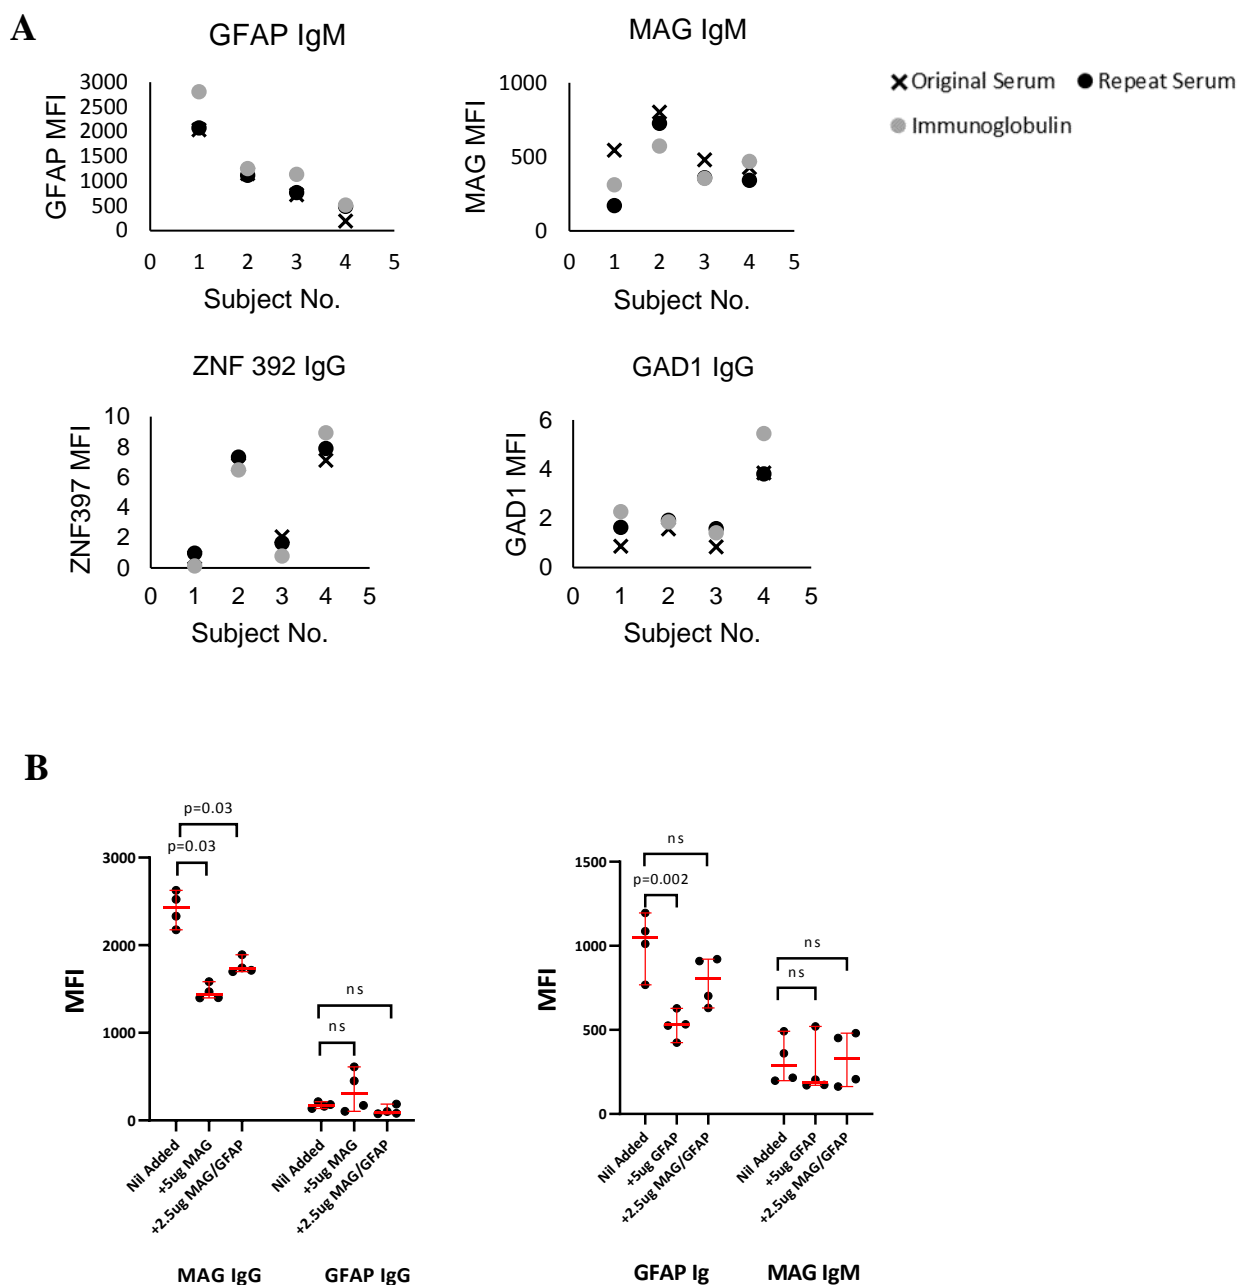 A
GFAP IgM
GFAP MFI
3000
2500
2000
1500
1000
500
0
0 1 2 3 4 5
Subject No.
MAG IgM
MAG MFI
1000
500
0
0 1 2 3 4 5
Subject No.
Original Serum Repeat Serum
Immunoglobulin
ZNF 392 IgG
ZNF397 MFI
10
8
6
4
2
0
0 1 2 3 4 5
Subject No.
GAD1 IgG
GAD1 MFI
6
4
2
0
0 1 2 3 4 5
Subject No.
B
p=0.03
p=0.03
ns
ns
MFI
3000
2000
1000
0
Nil Added
+5ug MAG
+2.5ug MAG/GFAP
Nil Added
+5ug MAG
+2.5ug MAG/GFAP
MAG IgG GFAP IgG
ns
p=0.002
ns
ns
MFI
1500
1000
500
0
Nil Added
+5ug GFAP
+2.5ug MAG/GFAP
Nil Added
+5ug GFAP
+2.5ug MAG/GFAP
GFAP Ig MAG IgM